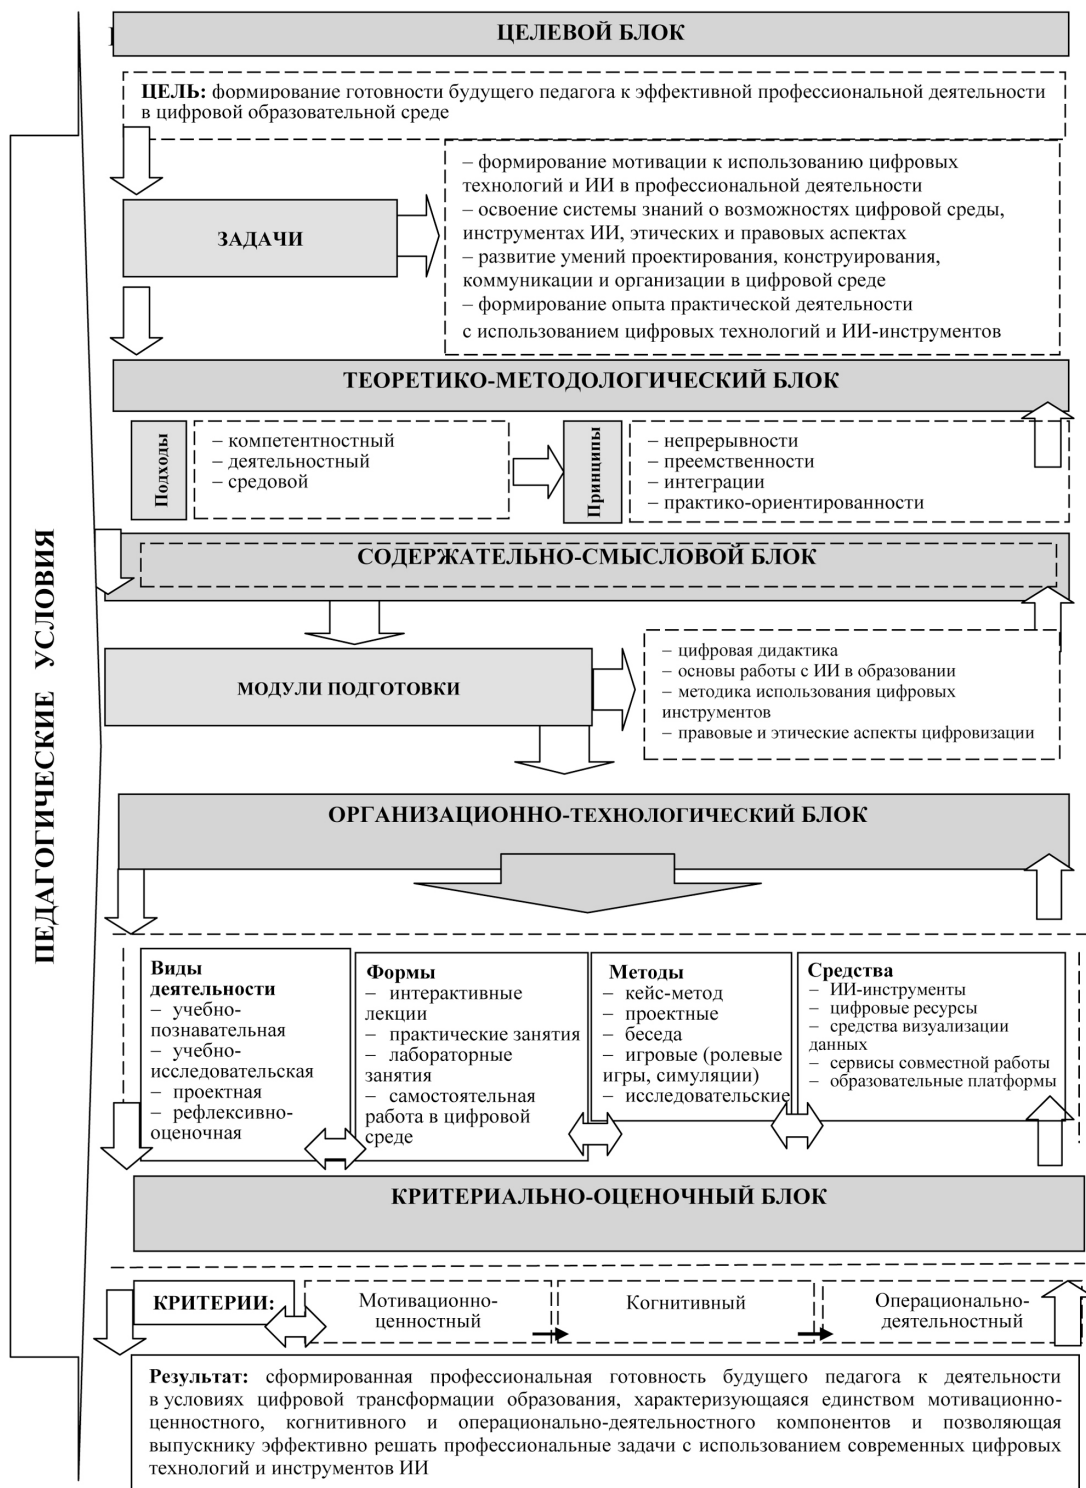 ЦЕЛЕВОЙ БЛОК
ЦЕЛЬ: формирование готовности будущего педагога к эффективной профессиональной деятельности
в цифровой образовательной среде
ЗАДАЧИ
– формирование мотивации к использованию цифровых
технологий и ИИ в профессиональной деятельности
– освоение системы знаний о возможностях цифровой среды,
инструментах ИИ, этических и правовых аспектах
– развитие умений проектирования, конструирования,
коммуникации и организации в цифровой среде
– формирование опыта практической деятельности
с использованием цифровых технологий и ИИ-инструментов
ТЕОРЕТИКО-МЕТОДОЛОГИЧЕСКИЙ БЛОК
Подходы
– компетентностный
– деятельностный
– средовой
Принципы
– непрерывности
– преемственности
– интеграции
– практико-ориентированности
СОДЕРЖАТЕЛЬНО-СМЫСЛОВОЙ БЛОК
МОДУЛИ ПОДГОТОВКИ
– цифровая дидактика
– основы работы с ИИ в образовании
– методика использования цифровых
инструментов
– правовые и этические аспекты цифровизации
ПЕДАГОГИЧЕСКИЕ УСЛОВИЯ
ОРГАНИЗАЦИОННО-ТЕХНОЛОГИЧЕСКИЙ БЛОК
Виды
деятельности
– учебно-
познавательная
– учебно-
исследовательская
– проектная
– рефлексивно-
оценочная
Формы
– интерактивные
лекции
– практические занятия
– лабораторные
занятия
– самостоятельная
работа в цифровой
среде
Методы
– кейс-метод
– проектные
– беседа
– игровые (ролевые
игры, симуляции)
– исследовательские
Средства
– ИИ-инструменты
– цифровые ресурсы
– средства визуализации
данных
– сервисы совместной работы
– образовательные платформы
КРИТЕРИАЛЬНО-ОЦЕНОЧНЫЙ БЛОК
КРИТЕРИИ:
Мотивационно-
ценностный
Когнитивный
Операционально-
деятельностный
Результат: сформированная профессиональная готовность будущего педагога к деятельности
в условиях цифровой трансформации образования, характеризующаяся единством мотивационно-
ценностного, когнитивного и операционально-деятельностного компонентов и позволяющая
выпускнику эффективно решать профессиональные задачи с использованием современных цифровых
технологий и инструментов ИИ